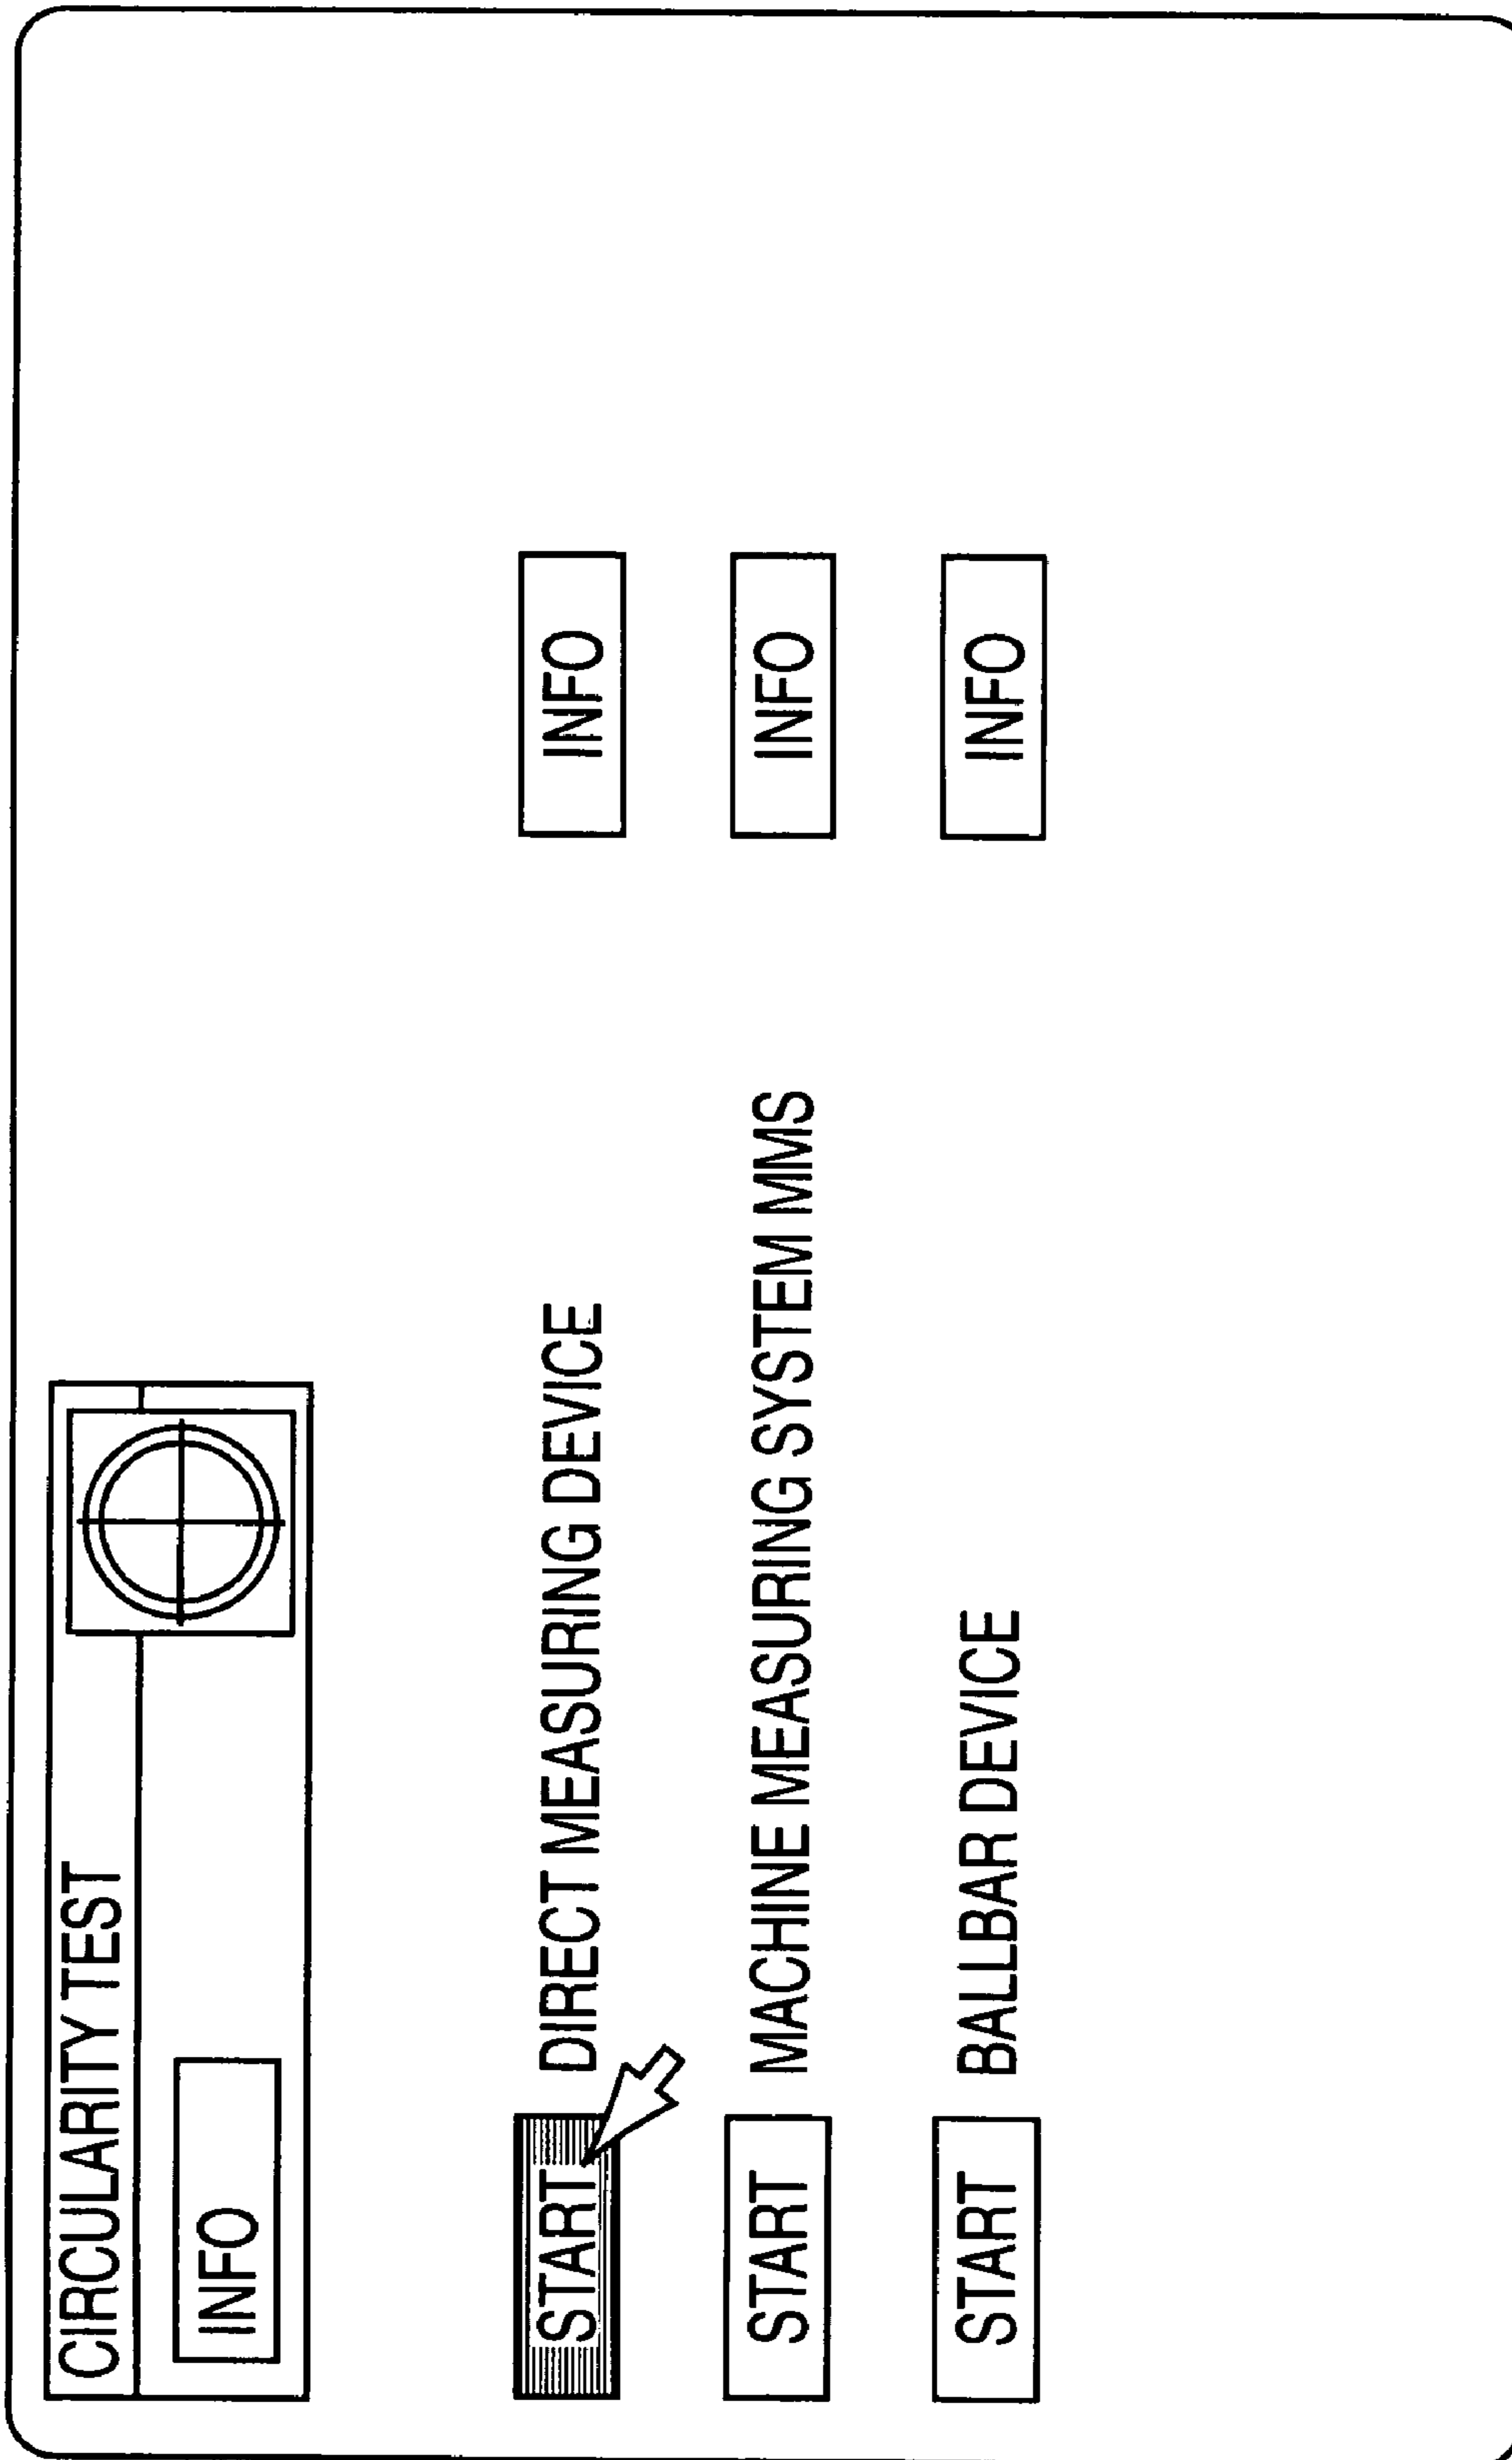 CIRCULARITY TEST
INFO
START DIRECT MEASURING DEVICE INFO
START MACHINE MEASURING SYSTEM MMS INFO
START BALLBAR DEVICE INFO